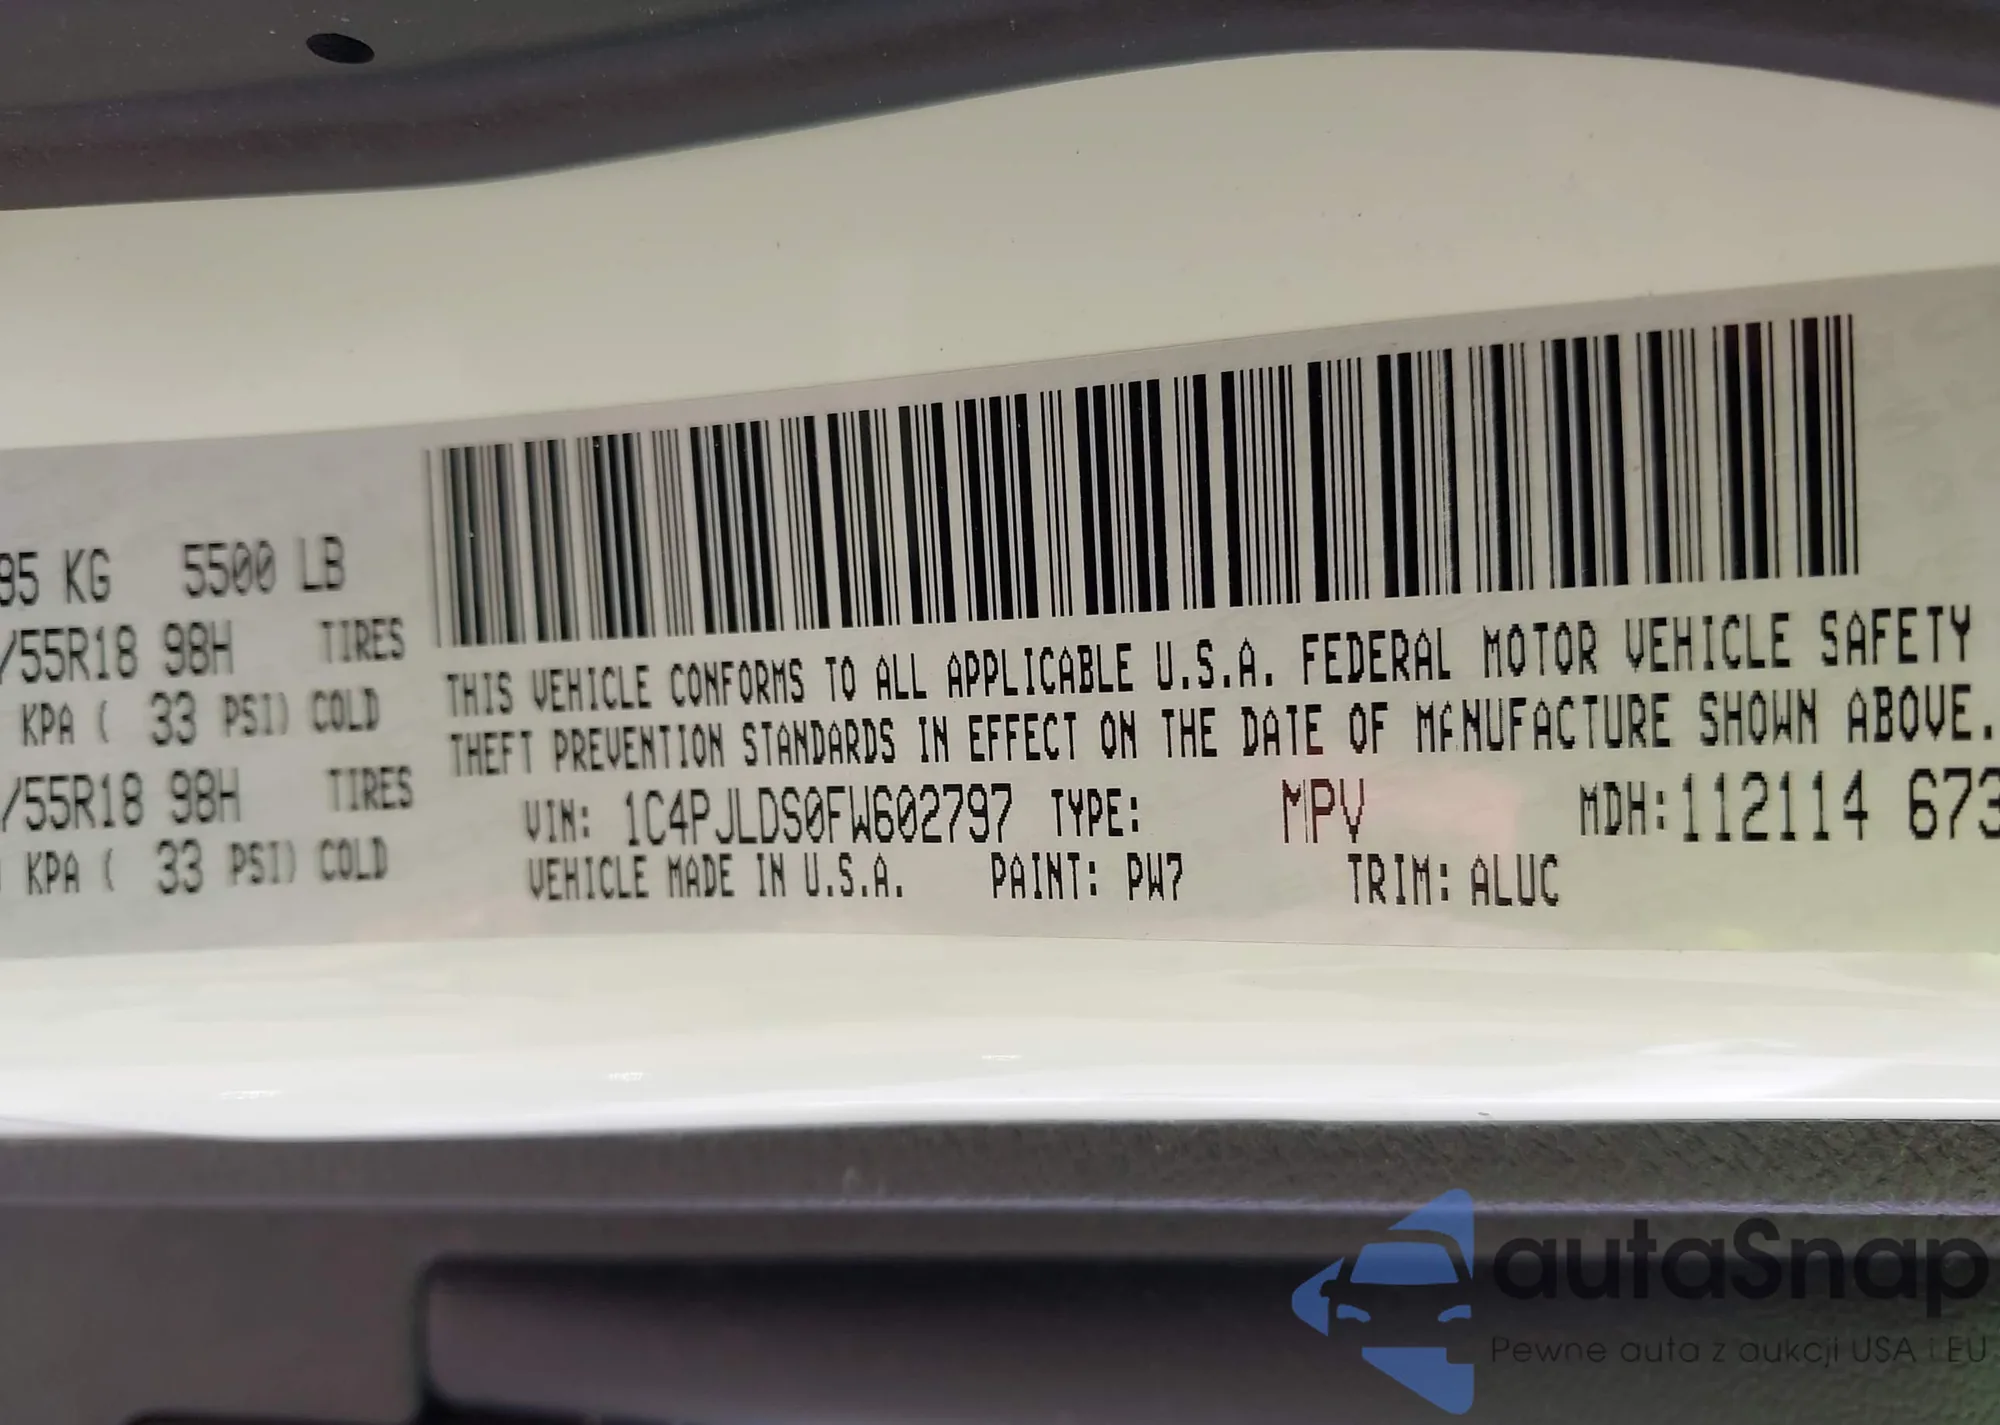 95 KG 5500 LB
/55R18 98H TIRES
KPA ( 33 PSI) COLD
/55R18 98H TIRES
KPA ( 33 PSI) COLD
THIS VEHICLE CONFORMS TO ALL APPLICABLE U.S.A. FEDERAL MOTOR VEHICLE SAFETY
THEFT PREVENTION STANDARDS IN EFFECT ON THE DATE OF MANUFACTURE SHOWN ABOVE.
VIN: 1C4PJLDS0FW602797 TYPE: MPV MDH:112114 673
VEHICLE MADE IN U.S.A. PAINT: PW7 TRIM: ALUC
autaSnap
Pewne auta z aukcji USA i EU